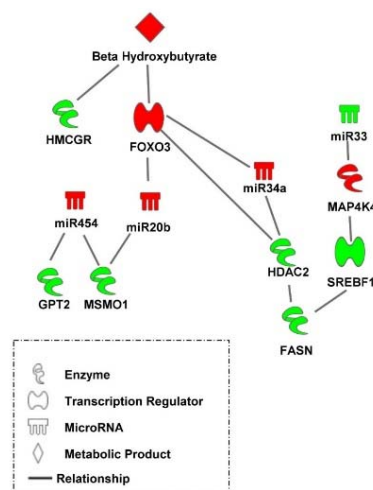 Beta Hydroxybutyrate
HMCGR
FOXO3
miR33
miR454
miR20b
miR34a
MAP4K4
GPT2
MSMO1
HDAC2
SREBF1
FASN
Enzyme
Transcription Regulator
MicroRNA
Metabolic Product
Relationship